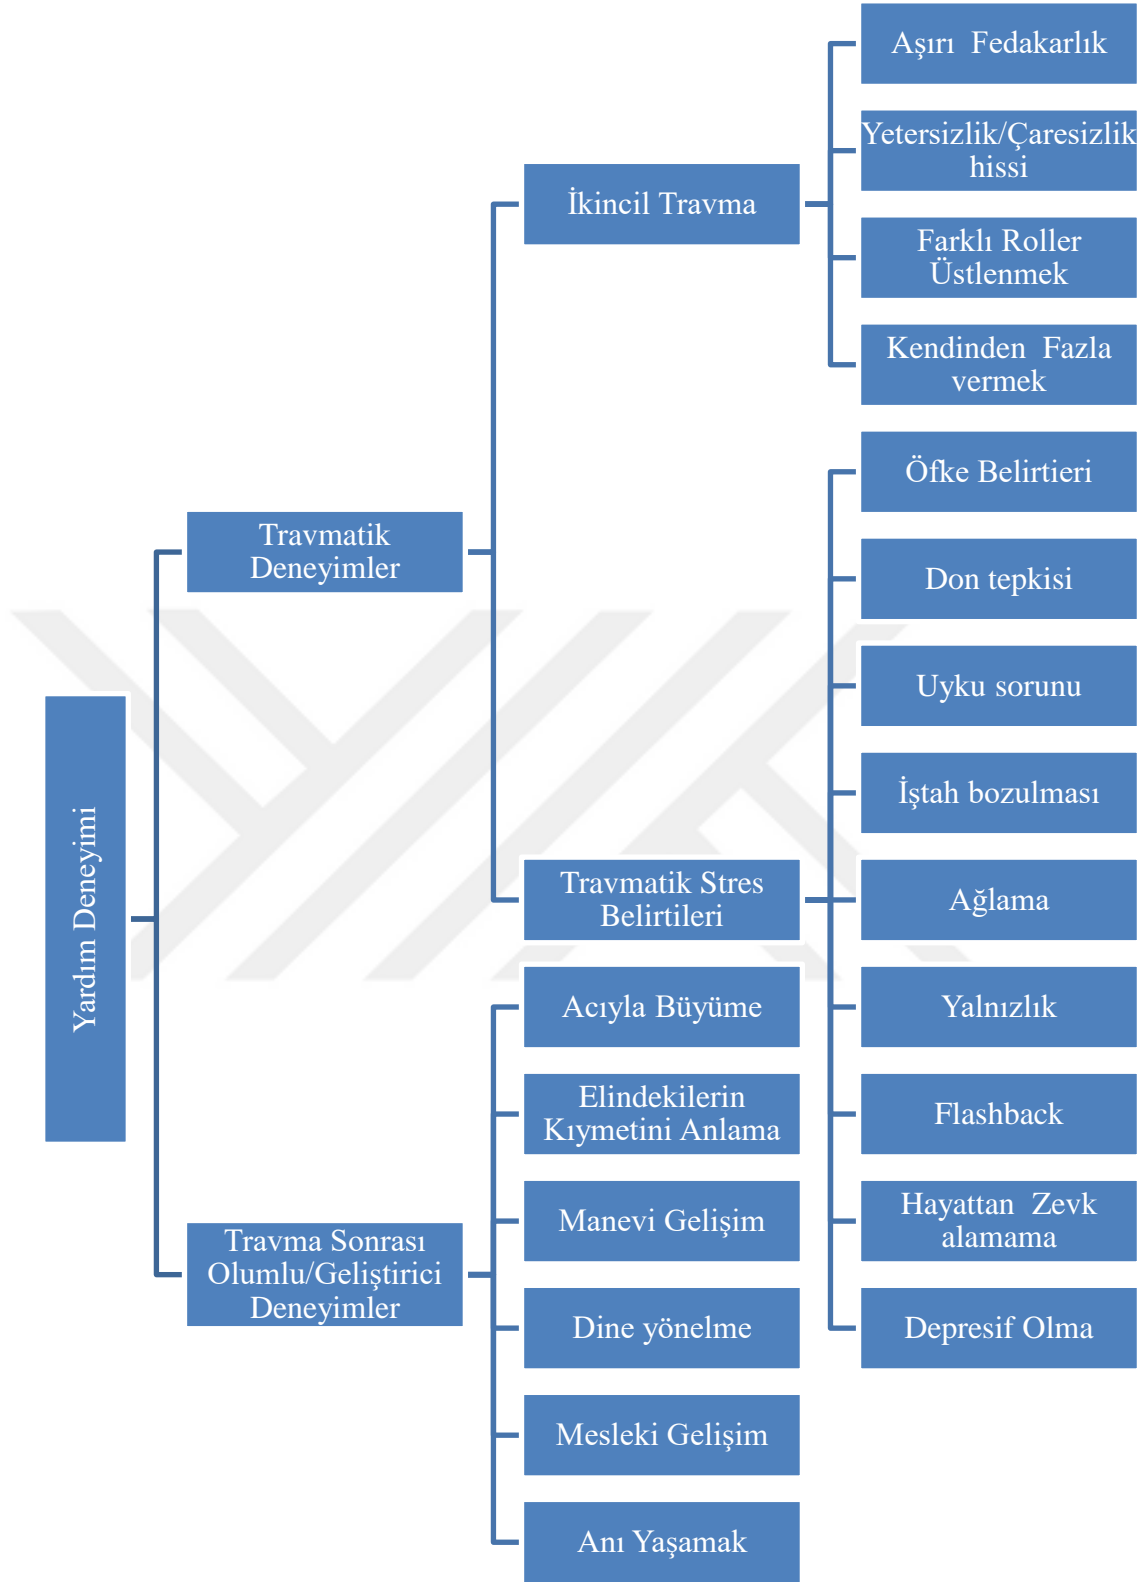 Aşırı  Fedakarlık
Yetersizlik/Çaresizlik
hissi
İkincil Travma
Farklı Roller
Üstlenmek
Kendinden  Fazla
vermek
Öfke Belirtieri
Travmatik
Deneyimler
Don tepkisi
Uyku sorunu
İştah bozulması
Travmatik Stres
Belirtileri
Ağlama
Yardım Deneyimi
Acıyla Büyüme
Yalnızlık
Elindekilerin
Kıymetini Anlama
Flashback
Manevi Gelişim
Hayattan  Zevk
alamama
Travma Sonrası
Olumlu/Geliştirici
Deneyimler
Dine yönelme
Depresif Olma
Mesleki Gelişim
Anı Yaşamak